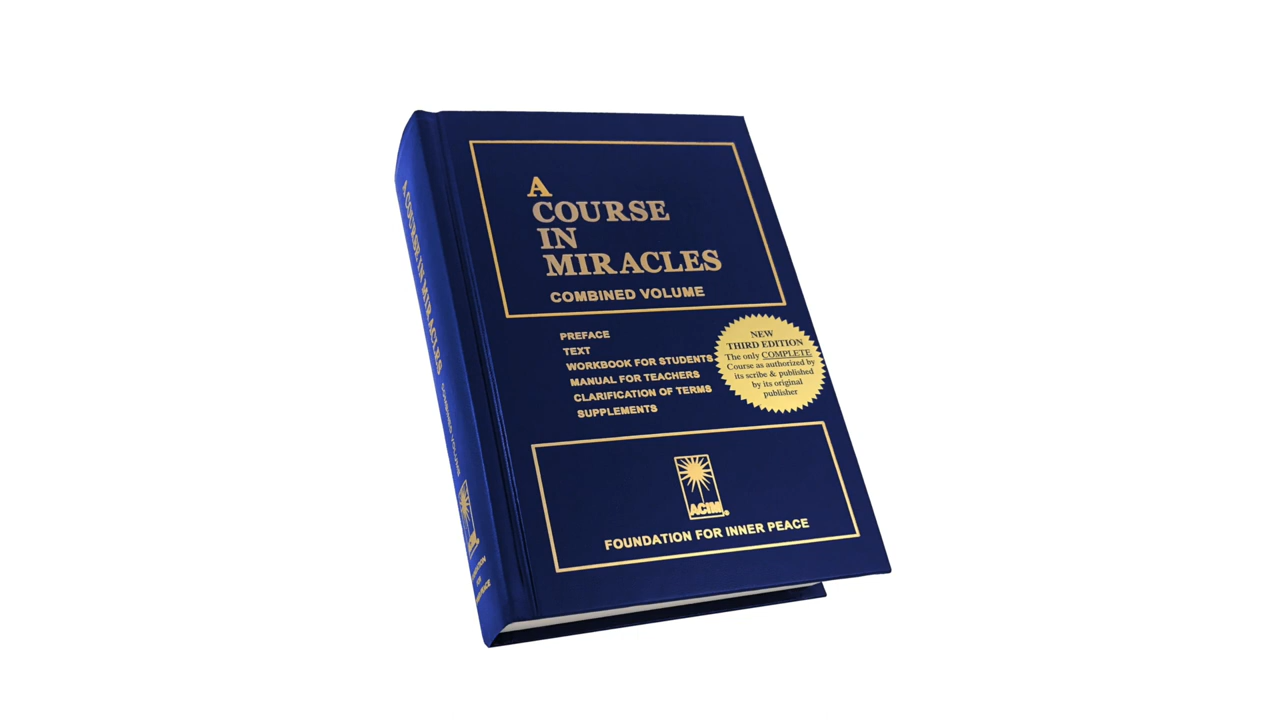 A
COURSE
IN
MIRACLES
COMBINED VOLUME
PREFACE
TEXT
WORKBOOK FOR STUDENTS
MANUAL FOR TEACHERS
CLARIFICATION OF TERMS
SUPPLEMENTS
NEW
THIRD EDITION
The only COMPLETE
Course as authorized by
its scribe & published
by its original
publisher
ACIM®
FOUNDATION FOR INNER PEACE
A COURSE IN MIRACLES
COMBINED VOLUME
ACIM